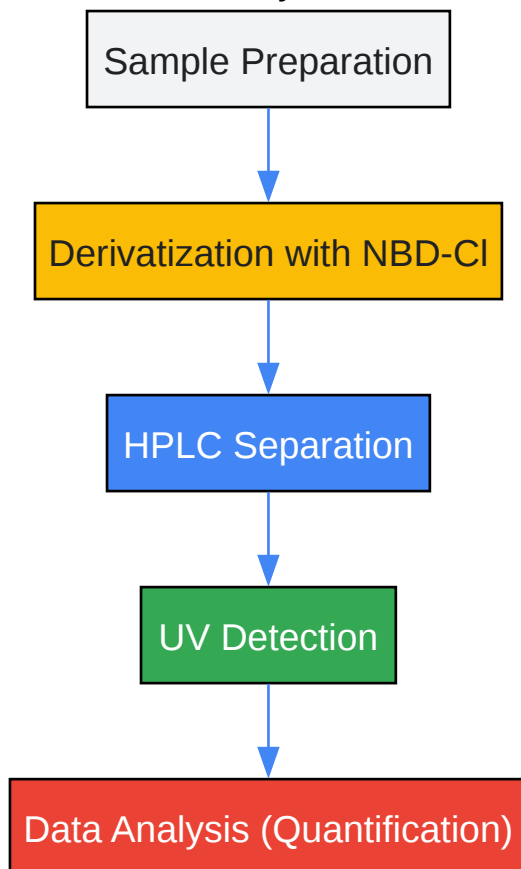 Sample Preparation
Derivatization with NBD-Cl
HPLC Separation
UV Detection
Data Analysis (Quantification)